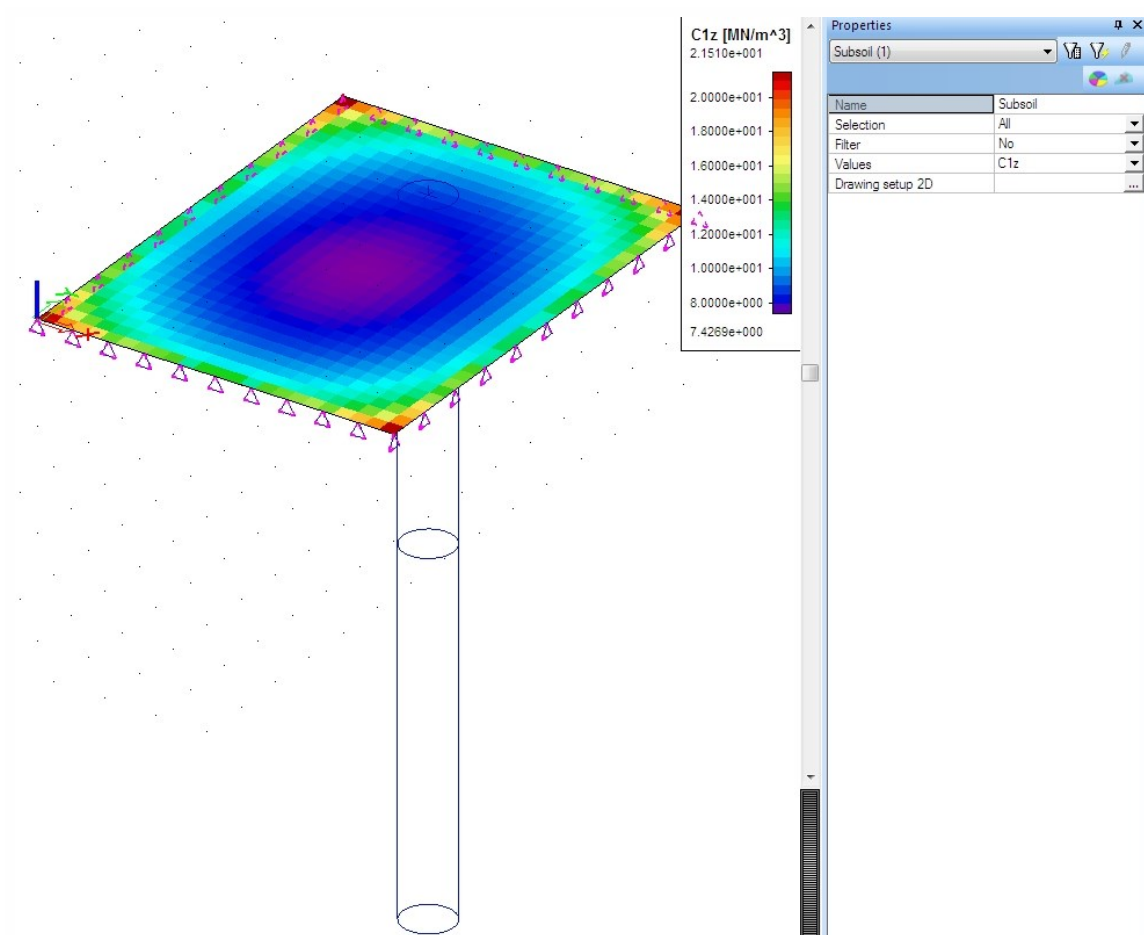 C1z [MN/m^3]
2.1510e+001
2.0000e+001
1.8000e+001
1.6000e+001
1.4000e+001
1.2000e+001
1.0000e+001
8.0000e+000
7.4269e+000
Properties
Subsoil (1)
Name Subsoil
Selection All
Filter No
Values C1z
Drawing setup 2D ...